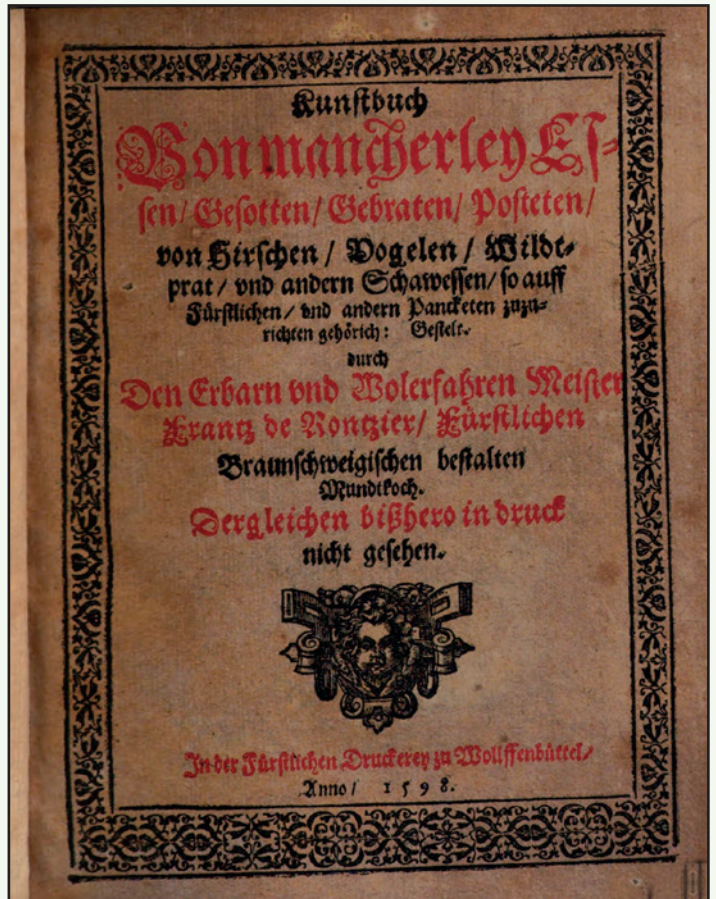 Kunstbuch
Von mancherley Es-
sen/ Gesotten/ Gebraten/ Posteten/
von Hirschen / Vogelen / Wildt-
prat / vnd andern Schawessen/ so auff
Fürstlichen / vnd andern Pancketen zuzu-
richten gehörich: Gestelt.
durch
Den Erbarn vnd Wolerfahren Meister
Frantz de Rontzier/ Fürstlichen
Braunschweigischen bestalten
Mundtkoch.
Dergleichen bißhero in druck
nicht gesehen.
In der Fürstlichen Druckerey zu Wollffenbüttel/
Anno / 1598.